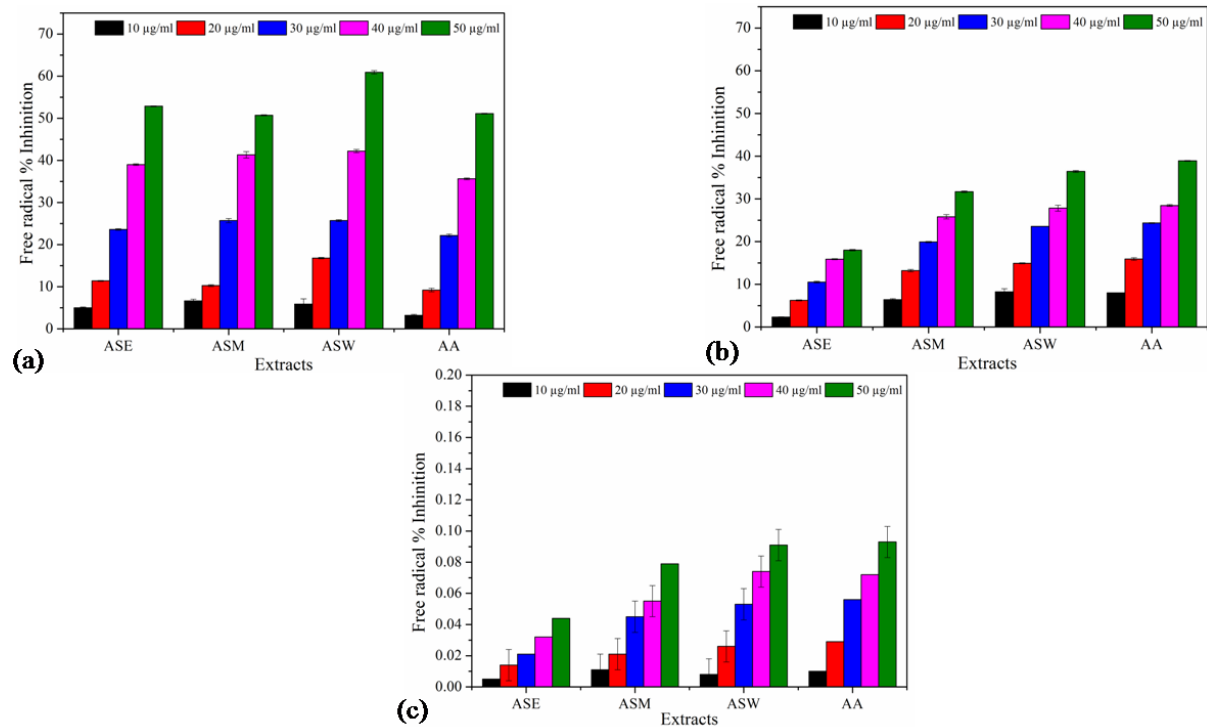 10 µg/ml 20 µg/ml 30 µg/ml 40 µg/ml 50 µg/ml
70
60
50
40
30
20
10
0
Free radical % Inhinition
ASE ASM ASW AA
Extracts
(a)
10 µg/ml 20 µg/ml 30 µg/ml 40 µg/ml 50 µg/ml
70
60
50
40
30
20
10
0
Free radical % Inhinition
ASE ASM ASW AA
Extracts
(b)
10 µg/ml 20 µg/ml 30 µg/ml 40 µg/ml 50 µg/ml
0.20
0.18
0.16
0.14
0.12
0.10
0.08
0.06
0.04
0.02
0.00
Free radical % Inhinition
ASE ASM ASW AA
Extracts
(c)